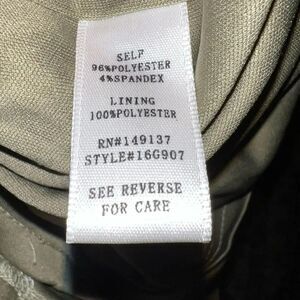 SELF
96%POLYESTER
4%SPANDEX
LINING
100%POLYESTER
RN#149137
STYLE#16G907
SEE REVERSE
FOR CARE